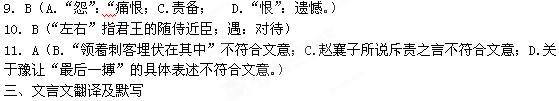 9. B（A.“怨”：“痛恨；C.责备；  D.“恨”：遗憾。）
10. B（“左右”指君王的随侍近臣；遇：对待）
11. A（B.“领着刺客埋伏在其中”不符合文意；C.赵襄子所说斥责之言不符合文意；D.关
于豫让“最后一搏”的具体表述不符合文意。）
三、文言文翻译及默写